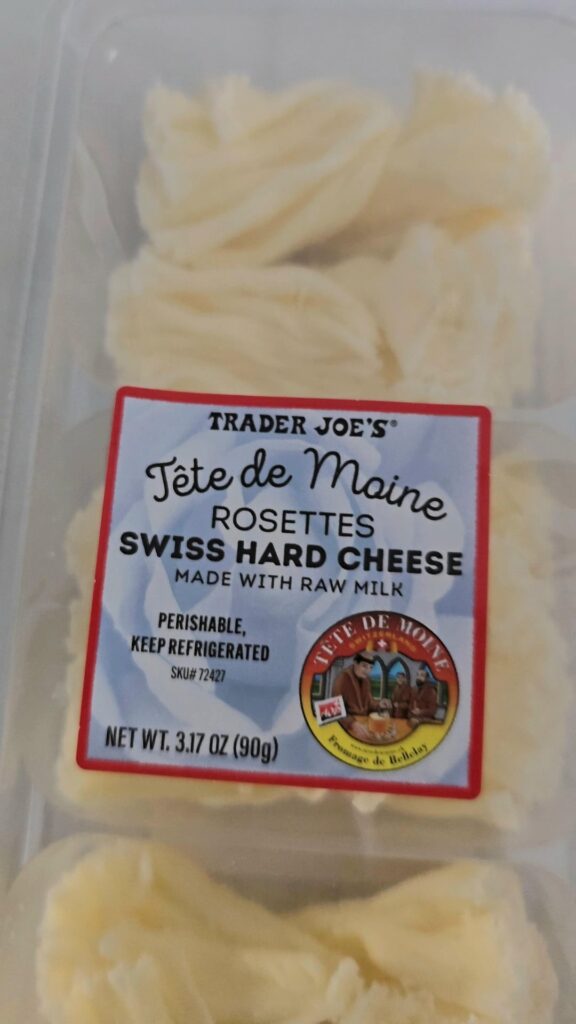 TRADER JOE'S®
Tête de Moine
ROSETTES
SWISS HARD CHEESE
MADE WITH RAW MILK
PERISHABLE,
KEEP REFRIGERATED
SKU# 72427
NET WT. 3.17 OZ (90g)
TÊTE DE MOINE
SWITZERLAND
Fromage de Bellelay